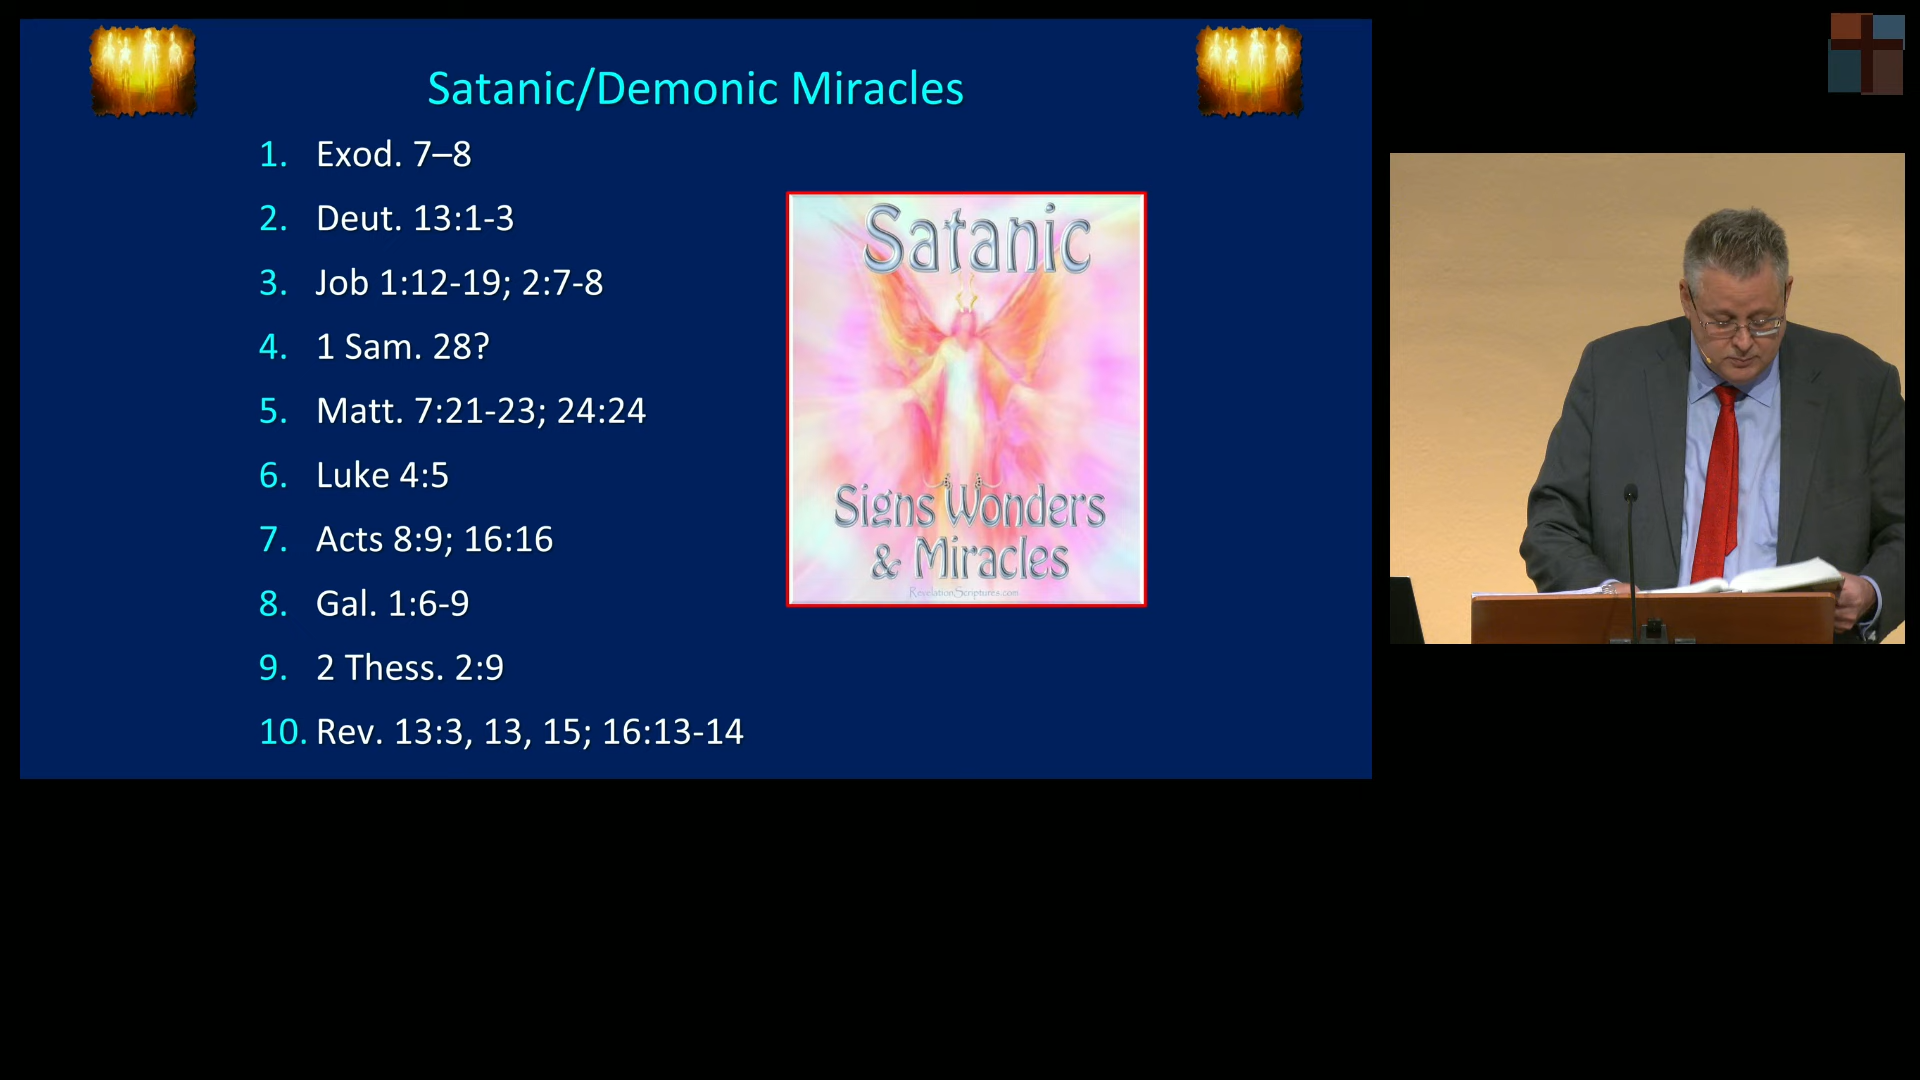 Satanic/Demonic Miracles
1. Exod. 7–8
2. Deut. 13:1-3
3. Job 1:12-19; 2:7-8
4. 1 Sam. 28?
5. Matt. 7:21-23; 24:24
6. Luke 4:5
7. Acts 8:9; 16:16
8. Gal. 1:6-9
9. 2 Thess. 2:9
10. Rev. 13:3, 13, 15; 16:13-14
Satanic
Signs Wonders
& Miracles
RevelationScriptures.com